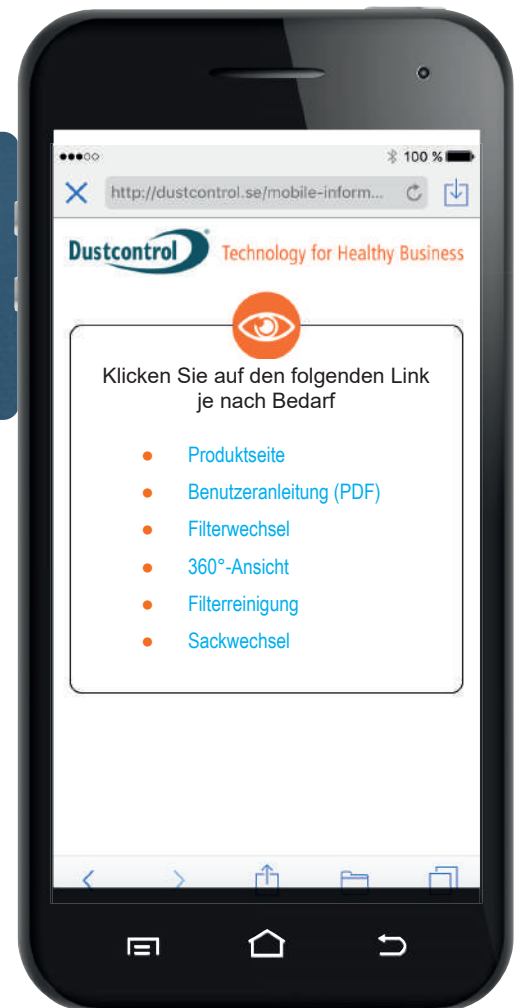 100 %
http://dustcontrol.se/mobile-inform...
Dustcontrol® Technology for Healthy Business
Klicken Sie auf den folgenden Link
je nach Bedarf
● Produktseite
● Benutzeranleitung (PDF)
● Filterwechsel
● 360°-Ansicht
● Filterreinigung
● Sackwechsel